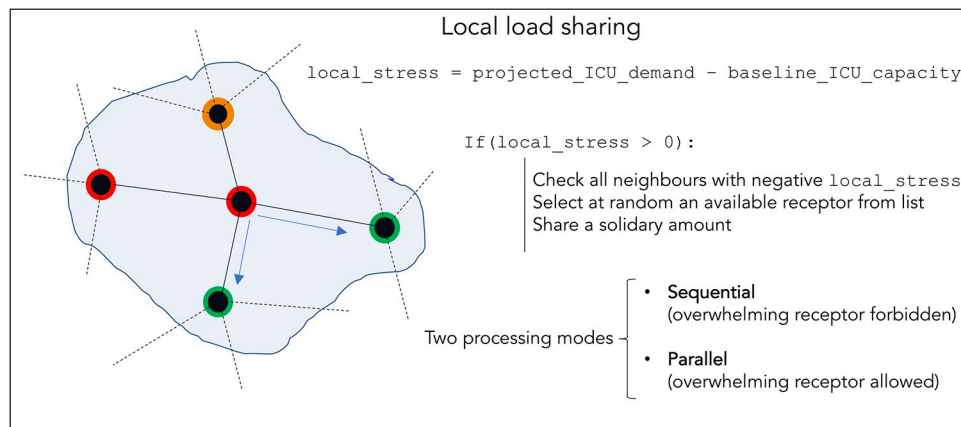 Local load sharing
local_stress = projected_ICU_demand – baseline_ICU_capacity
If(local_stress > 0):
Check all neighbours with negative local_stress
Select at random an available receptor from list
Share a solidary amount
Two processing modes
• Sequential
(overwhelming receptor forbidden)
• Parallel
(overwhelming receptor allowed)